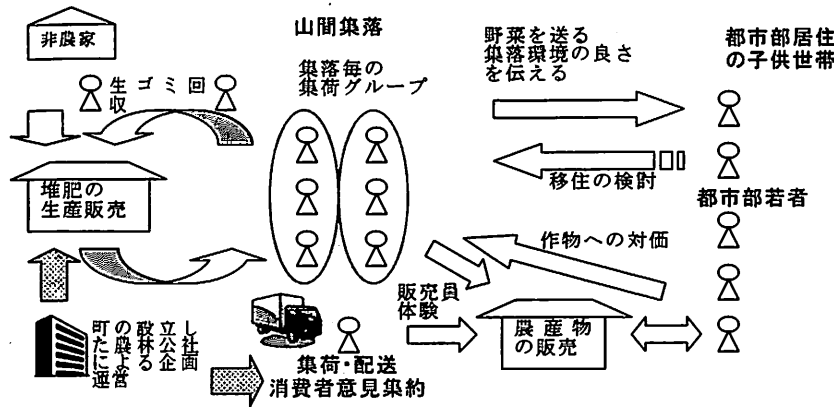 非農家
生ゴミ回
収
堆肥の
生産販売
町の設立し
た農林公社
による企画
運営
山間集落
集落毎の
集荷グループ
集荷・配送
消費者意見集約
野菜を送る
集落環境の良さ
を伝える
移住の検討
作物への対価
販売員
体験
農産物
の販売
都市部居住
の子供世帯
都市部若者